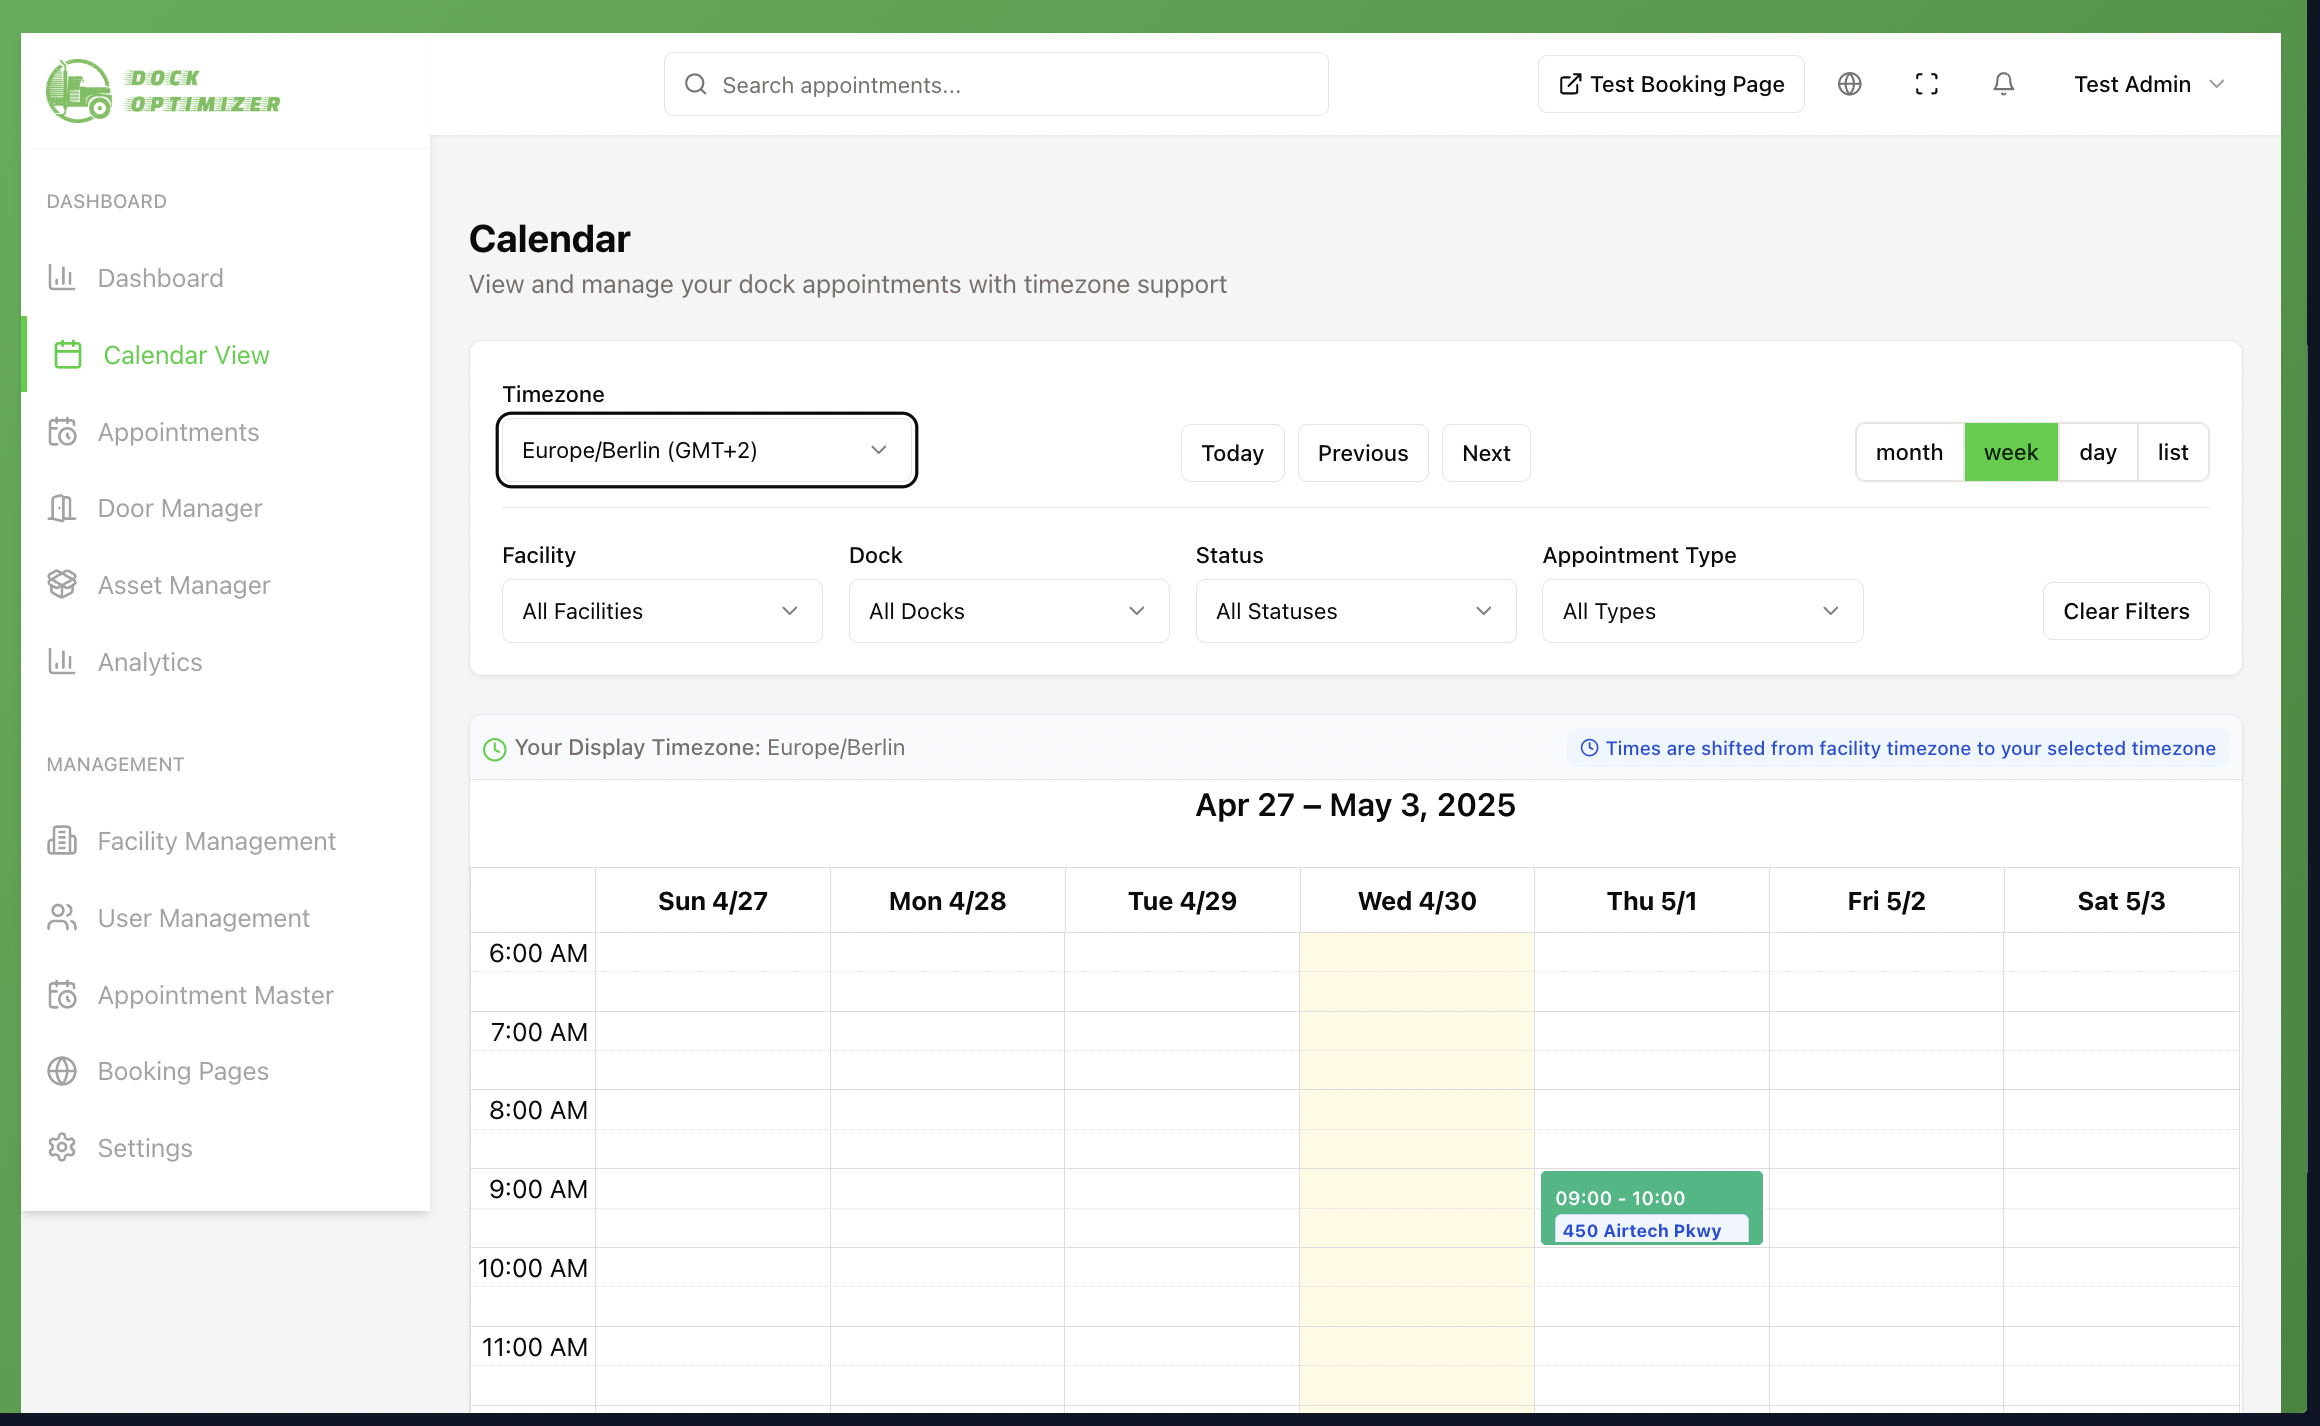 DOCK
OPTIMIZER
Search appointments...
Test Booking Page
Test Admin
DASHBOARD
Dashboard
Calendar View
Appointments
Door Manager
Asset Manager
Analytics
MANAGEMENT
Facility Management
User Management
Appointment Master
Booking Pages
Settings
Calendar
View and manage your dock appointments with timezone support
Timezone
Europe/Berlin (GMT+2)
Today
Previous
Next
month
week
day
list
Facility
Dock
Status
Appointment Type
All Facilities
All Docks
All Statuses
All Types
Clear Filters
Your Display Timezone: Europe/Berlin
Times are shifted from facility timezone to your selected timezone
Apr 27 – May 3, 2025
Sun 4/27
Mon 4/28
Tue 4/29
Wed 4/30
Thu 5/1
Fri 5/2
Sat 5/3
6:00 AM
7:00 AM
8:00 AM
9:00 AM
09:00 - 10:00
450 Airtech Pkwy
10:00 AM
11:00 AM